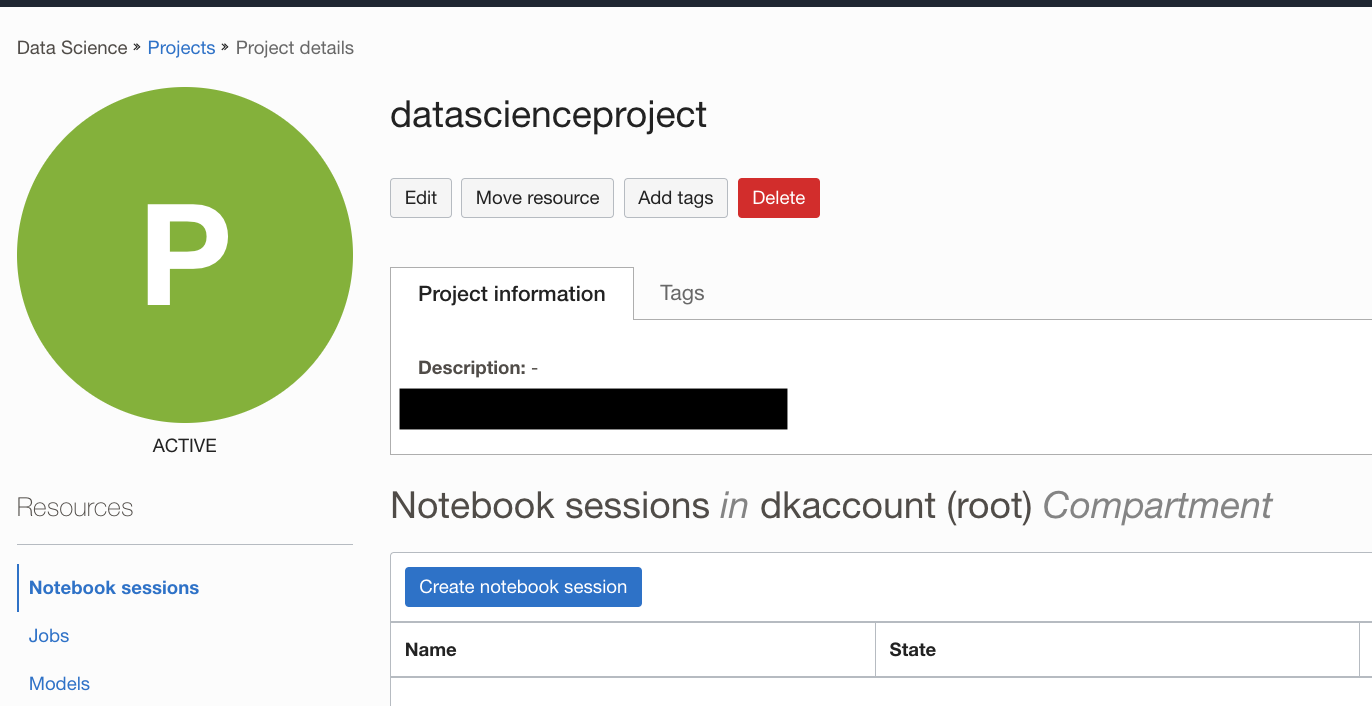 Data Science » Projects » Project details
P
ACTIVE
datascienceproject
Edit Move resource Add tags Delete
Project information Tags
Description: -
Resources
Notebook sessions
Jobs
Models
Notebook sessions in dkaccount (root) Compartment
Create notebook session
Name State